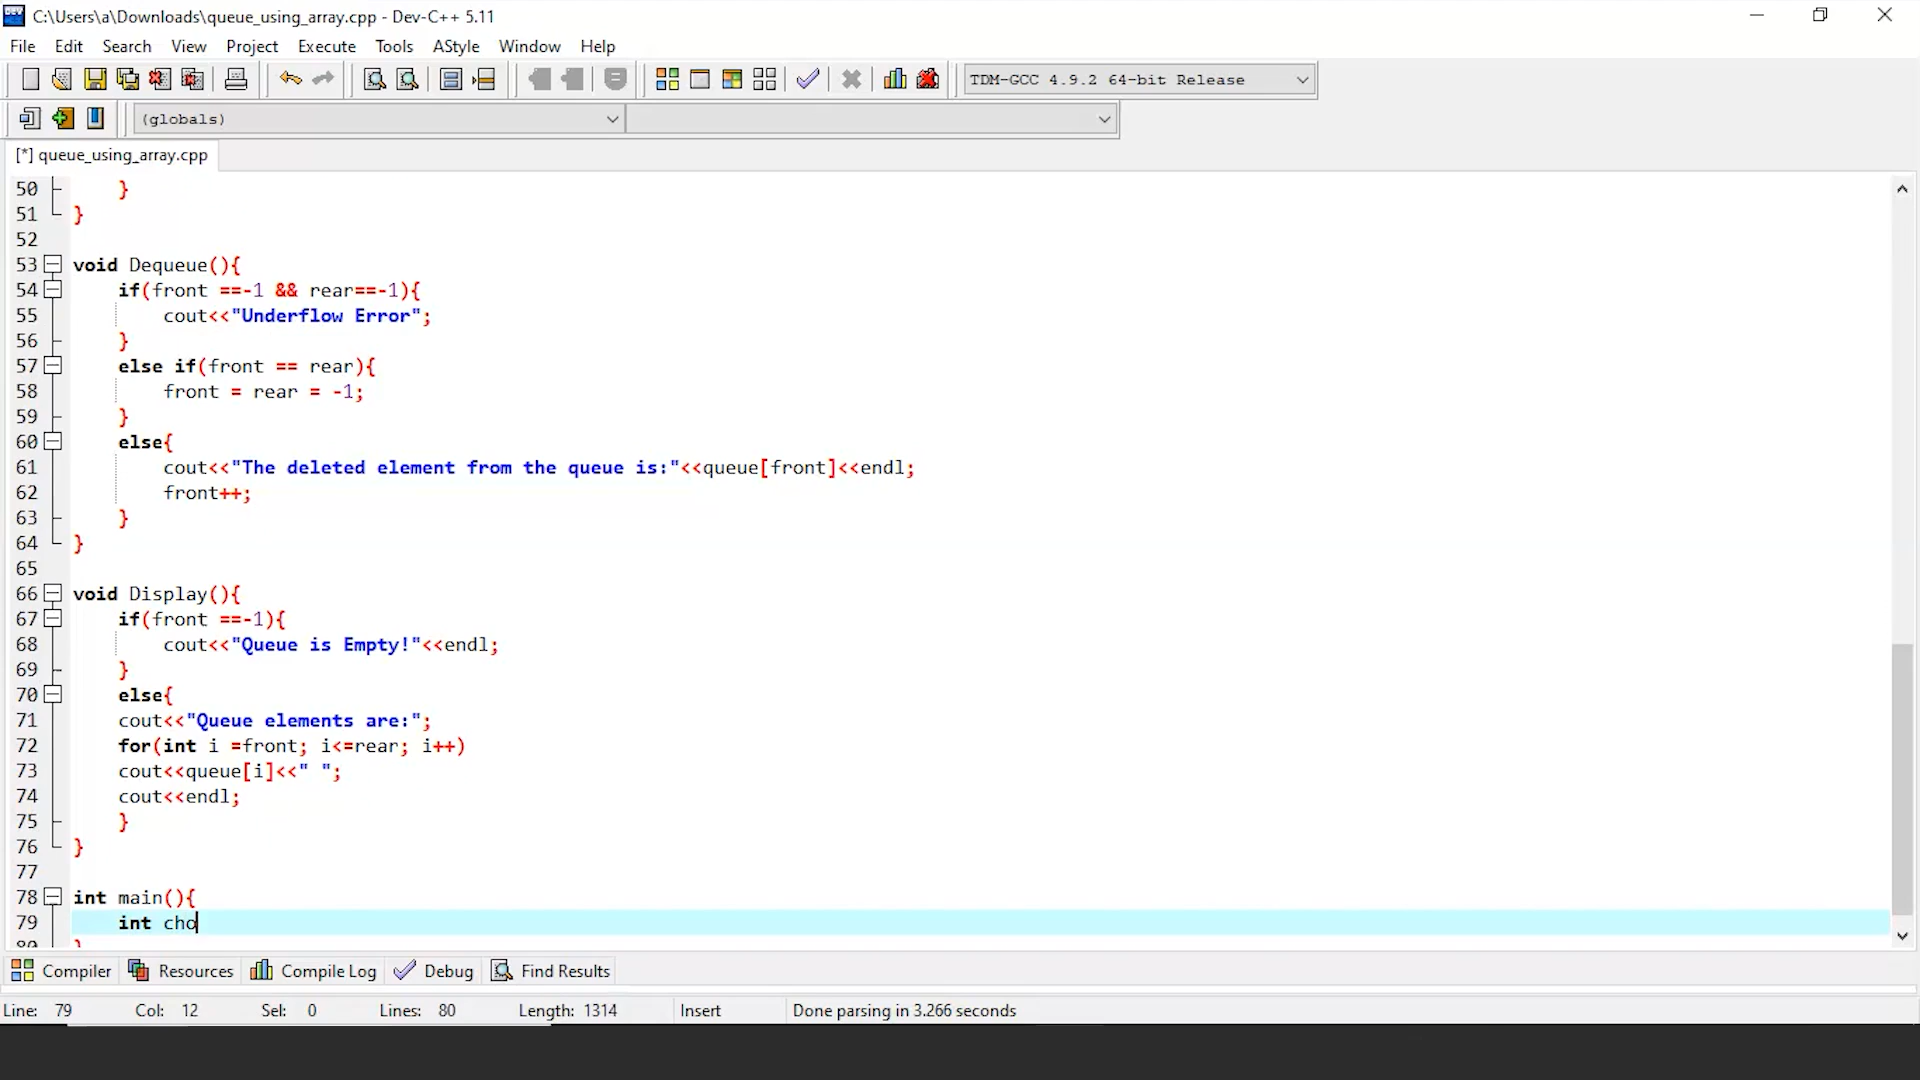 C:\Users\a\Downloads\queue_using_array.cpp - Dev-C++ 5.11
File Edit Search View Project Execute Tools AStyle Window Help
TDM-GCC 4.9.2 64-bit Release
(globals)
[*] queue_using_array.cpp
50 }
51 }
52
53 void Dequeue(){
54 if(front ==-1 && rear==-1){
55 cout<<"Underflow Error";
56 }
57 else if(front == rear){
58 front = rear = -1;
59 }
60 else{
61 cout<<"The deleted element from the queue is:"<<queue[front]<<endl;
62 front++;
63 }
64 }
65
66 void Display(){
67 if(front ==-1){
68 cout<<"Queue is Empty!"<<endl;
69 }
70 else{
71 cout<<"Queue elements are:";
72 for(int i =front; i<=rear; i++)
73 cout<<queue[i]<<" ";
74 cout<<endl;
75 }
76 }
77
78 int main(){
79 int cho
80 }
Compiler Resources Compile Log Debug Find Results
Line: 79 Col: 12 Sel: 0 Lines: 80 Length: 1314 Insert Done parsing in 3.266 seconds